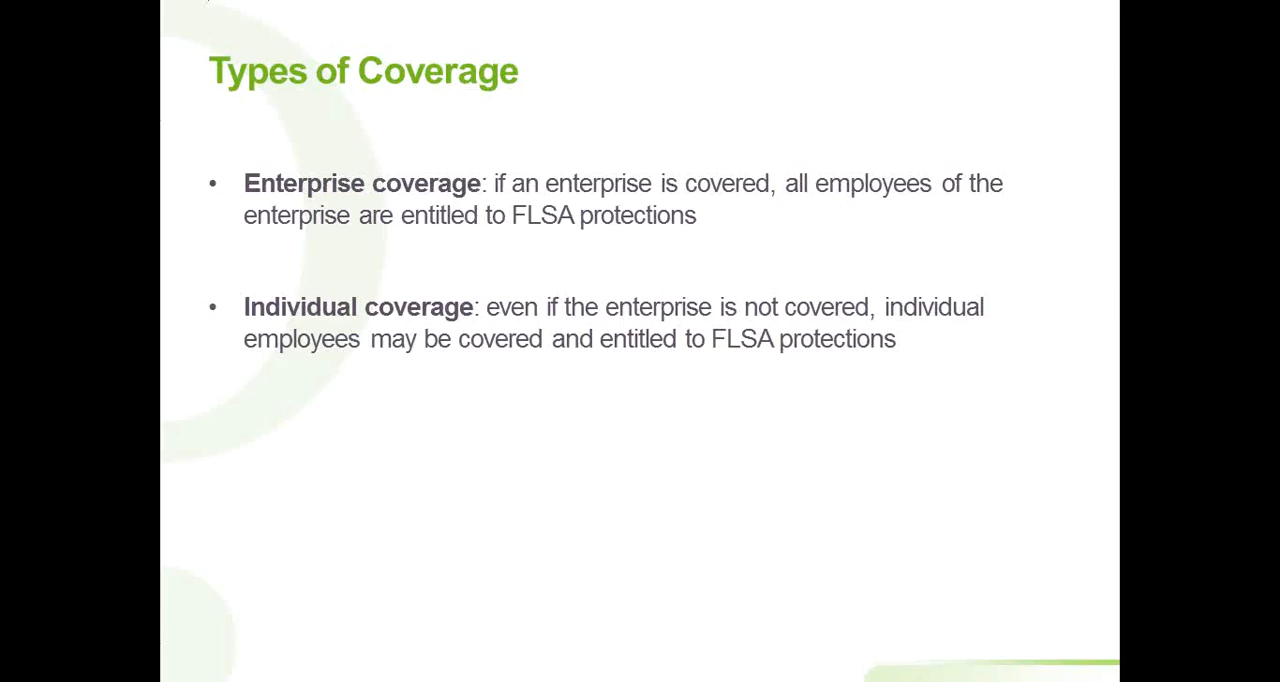 Types of Coverage
• Enterprise coverage: if an enterprise is covered, all employees of the
enterprise are entitled to FLSA protections
• Individual coverage: even if the enterprise is not covered, individual
employees may be covered and entitled to FLSA protections